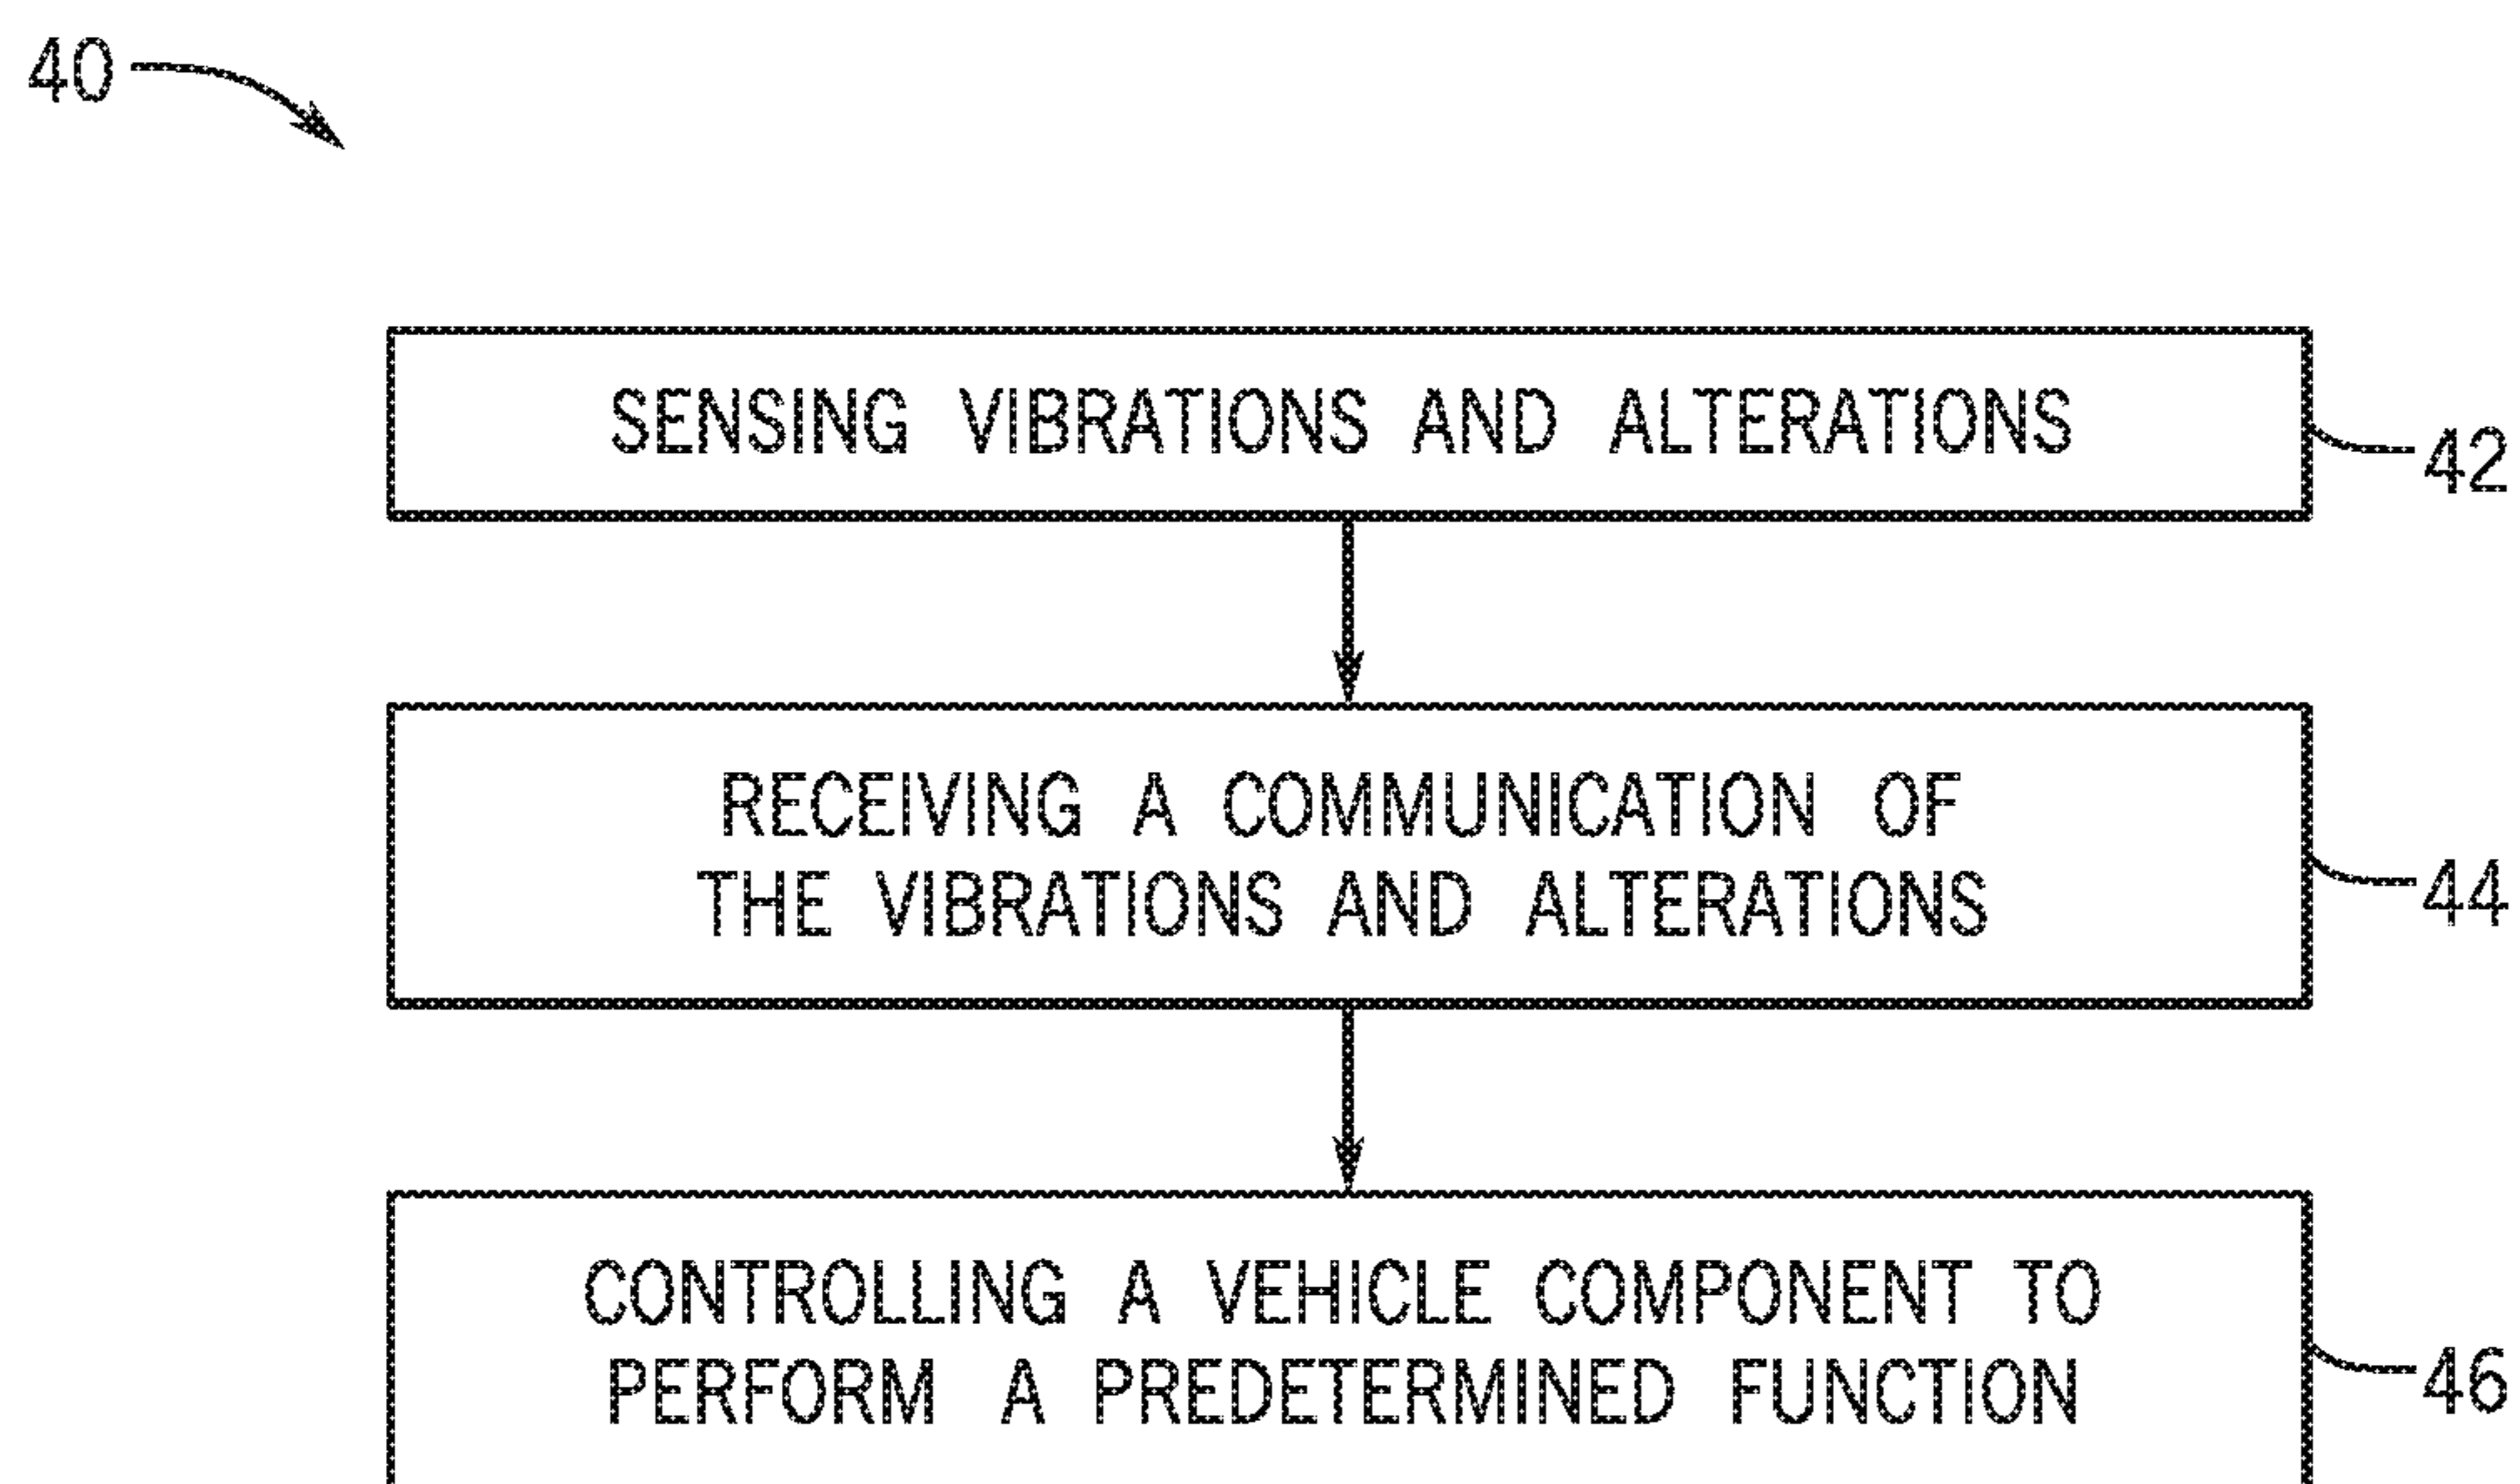 40
SENSING VIBRATIONS AND ALTERATIONS
42
RECEIVING A COMMUNICATION OF
THE VIBRATIONS AND ALTERATIONS
44
CONTROLLING A VEHICLE COMPONENT TO
PERFORM A PREDETERMINED FUNCTION
46